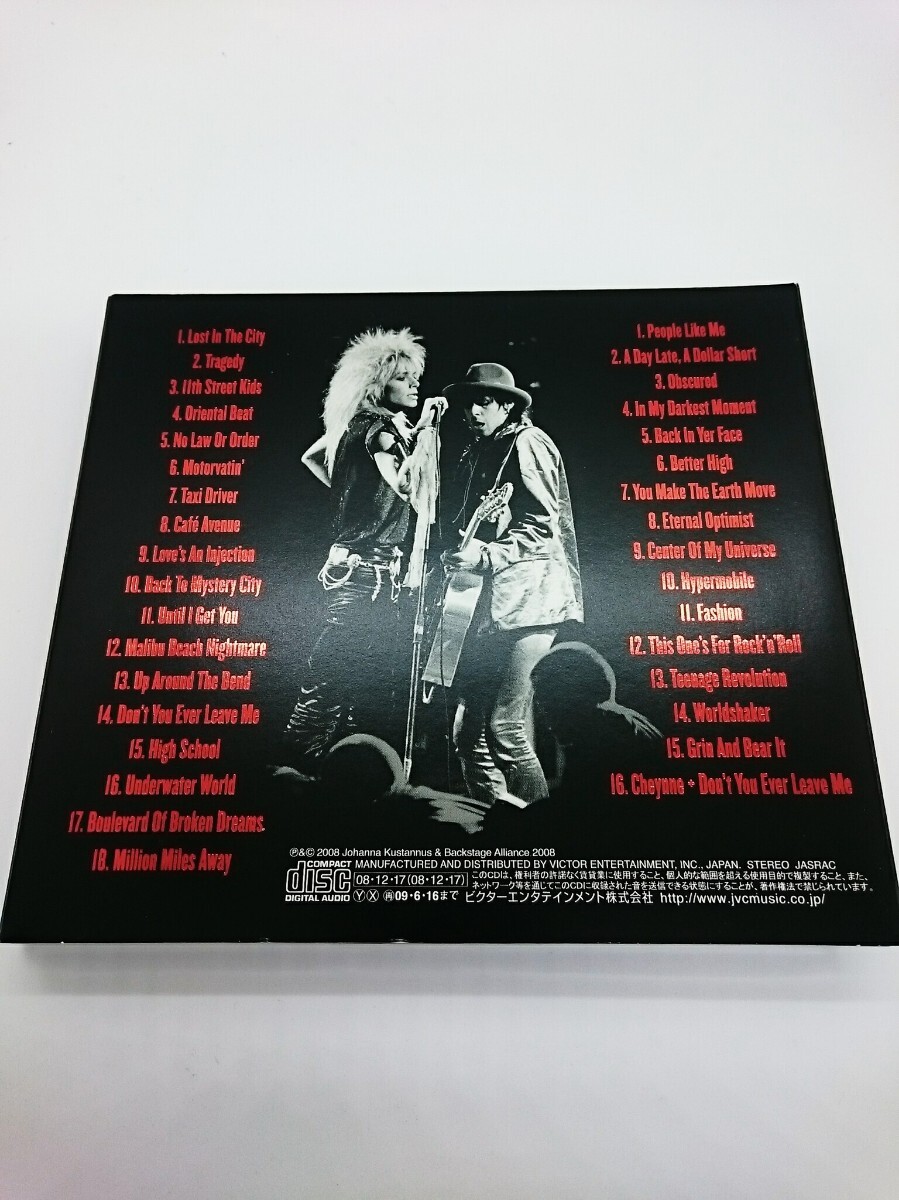 1. Lost In The City
2. Tragedy
3. 11th Street Kids
4. Oriental Beat
5. No Law Or Order
6. Motorvatin'
7. Taxi Driver
8. Café Avenue
9. Love's An Injection
10. Back To Mystery City
11. Until I Get You
12. Malibu Beach Nightmare
13. Up Around The Bend
14. Don't You Ever Leave Me
15. High School
16. Underwater World
17. Boulevard Of Broken Dreams
18. Million Miles Away
1. People Like Me
2. A Day Late, A Dollar Short
3. Obscured
4. In My Darkest Moment
5. Back In Yer Face
6. Better High
7. You Make The Earth Move
8. Eternal Optimist
9. Center Of My Universe
10. Hypermobile
11. Fashion
12. This One's For Rock'n'Roll
13. Teenage Revolution
14. Worldshaker
15. Grin And Bear It
16. Cheyne + Don't You Ever Leave Me
℗&© 2008 Johanna Kustannus & Backstage Alliance 2008
MANUFACTURED AND DISTRIBUTED BY VICTOR ENTERTAINMENT, INC., JAPAN. STEREO JASRAC
COMPACT disc DIGITAL AUDIO
08・12・17(08・12・17) このCDは、権利者の許諾なく賃貸業に使用すること、個人的な範囲を超える使用目的で複製すること、また、
ネットワーク等を通じてこのCDに収録された音を送信できる状態にすることが、著作権法で禁じられています。
Ⓨ Ⓧ ㊢09・6・16まで ビクターエンタテインメント株式会社 http://www.jvcmusic.co.jp/